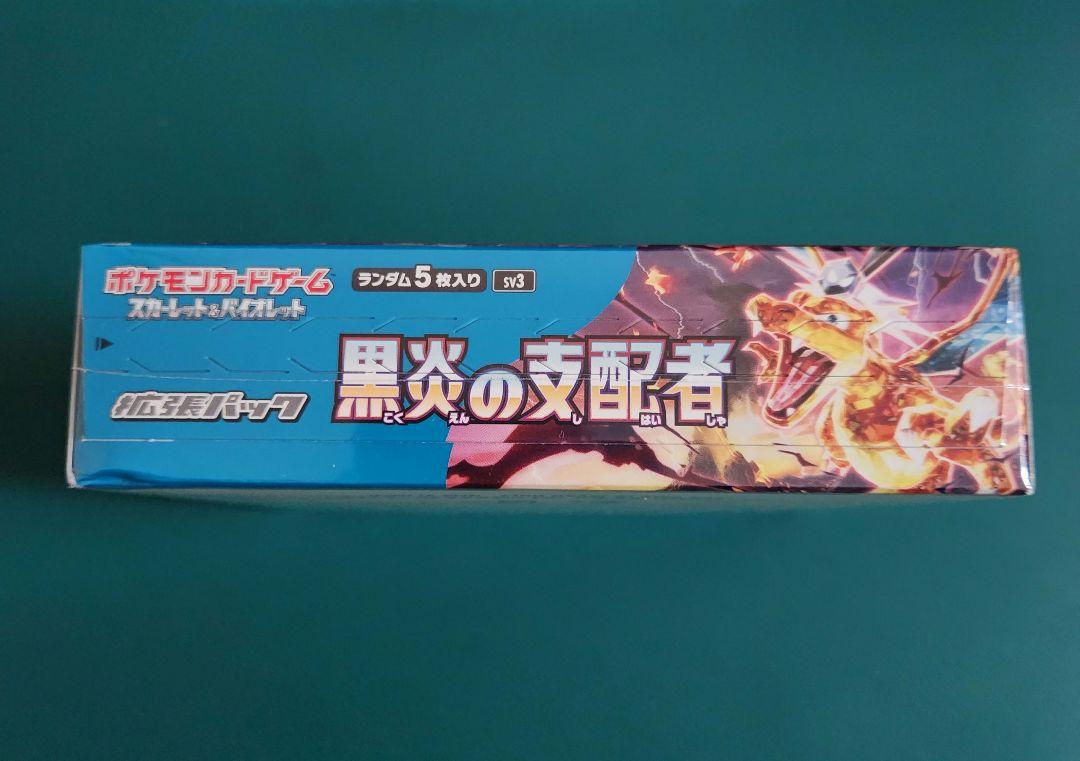 ポケモンカードゲーム
スカーレット&バイオレット
ランダム5枚入り
SV3
拡張パック
黒炎の支配者
こく えん し はい しゃ